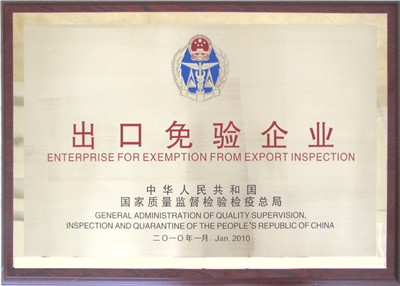 出口免验企业
ENTERPRISE FOR EXEMPTION FROM EXPORT INSPECTION
中华人民共和国
国家质量监督检验检疫总局
GENERAL ADMINISTRATION OF QUALITY SUPERVISION,
INSPECTION AND QUARANTINE OF THE PEOPLE'S REPUBLIC OF CHINA
二〇一〇年一月 Jan. 2010